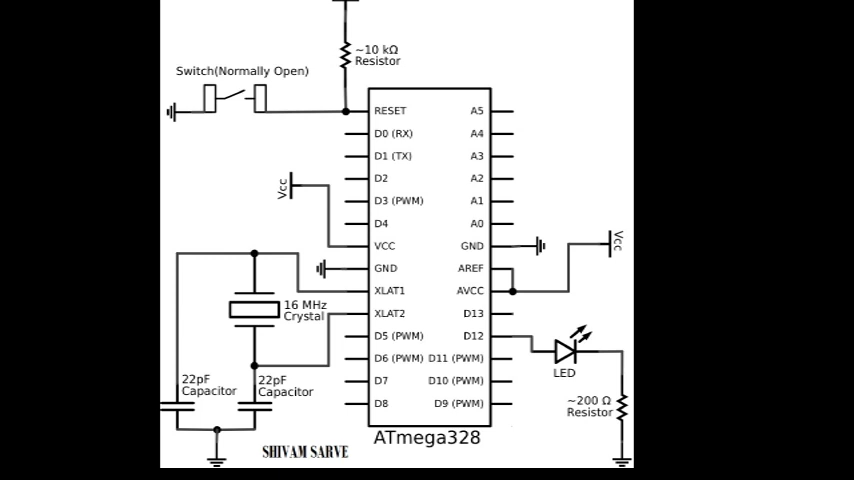 ~10 kΩ
Resistor
Switch(Normally Open)
RESET
D0 (RX)
D1 (TX)
D2
D3 (PWM)
D4
VCC
GND
XLAT1
XLAT2
D5 (PWM)
D6 (PWM)
D7
D8
A5
A4
A3
A2
A1
A0
GND
AREF
AVCC
D13
D12
D11 (PWM)
D10 (PWM)
D9 (PWM)
Vcc
Vcc
16 MHz
Crystal
22pF
Capacitor
22pF
Capacitor
LED
~200 Ω
Resistor
ATmega328
SHIVAM SARVE